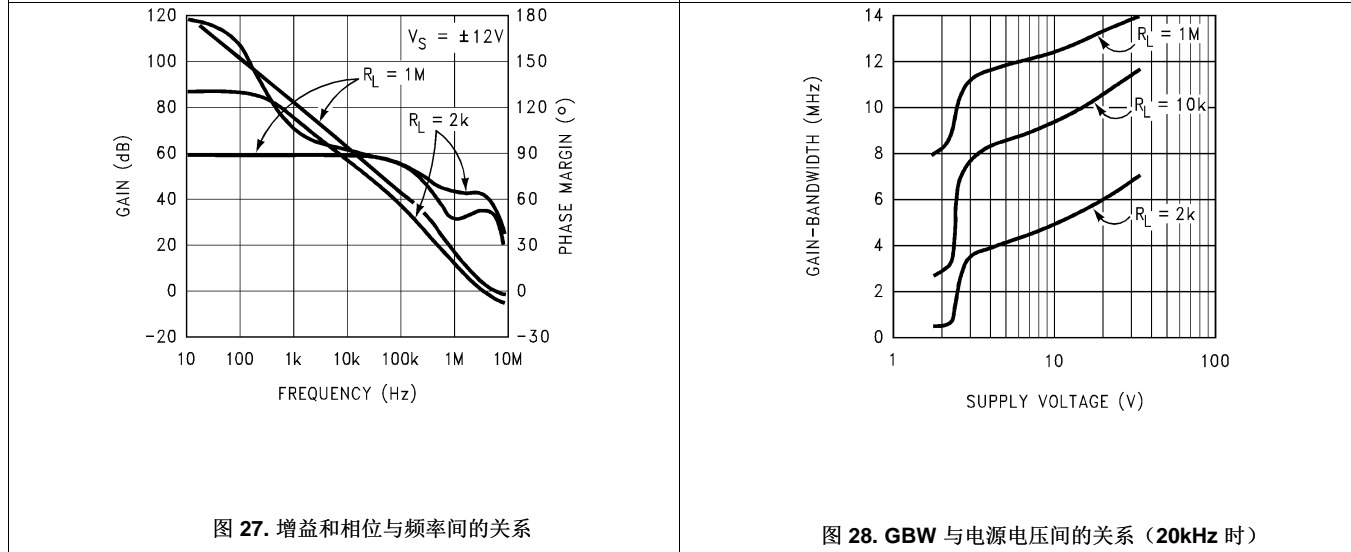 120
100
80
60
40
20
0
−20
GAIN (dB)
180
150
120
90
60
30
0
−30
PHASE MARGIN (°)
V_S = ±12V
R_L = 1M
R_L = 2k
10 100 1k 10k 100k 1M 10M
FREQUENCY (Hz)
图 27. 增益和相位与频率间的关系
14
12
10
8
6
4
2
0
GAIN−BANDWIDTH (MHz)
R_L = 1M
R_L = 10k
R_L = 2k
1 10 100
SUPPLY VOLTAGE (V)
图 28. GBW 与电源电压间的关系（20kHz 时）